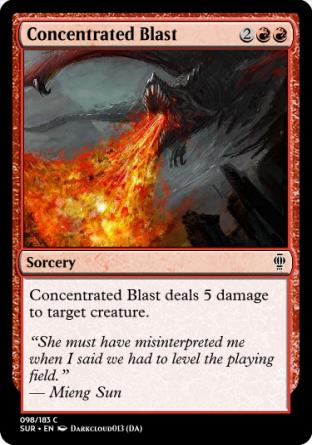 Concentrated Blast 2
Sorcery
Concentrated Blast deals 5 damage
to target creature.
“She must have misinterpreted me
when I said we had to level the playing
field.”
— Mieng Sun
098/183 C
SUR • EN Darkcloud013 (DA)